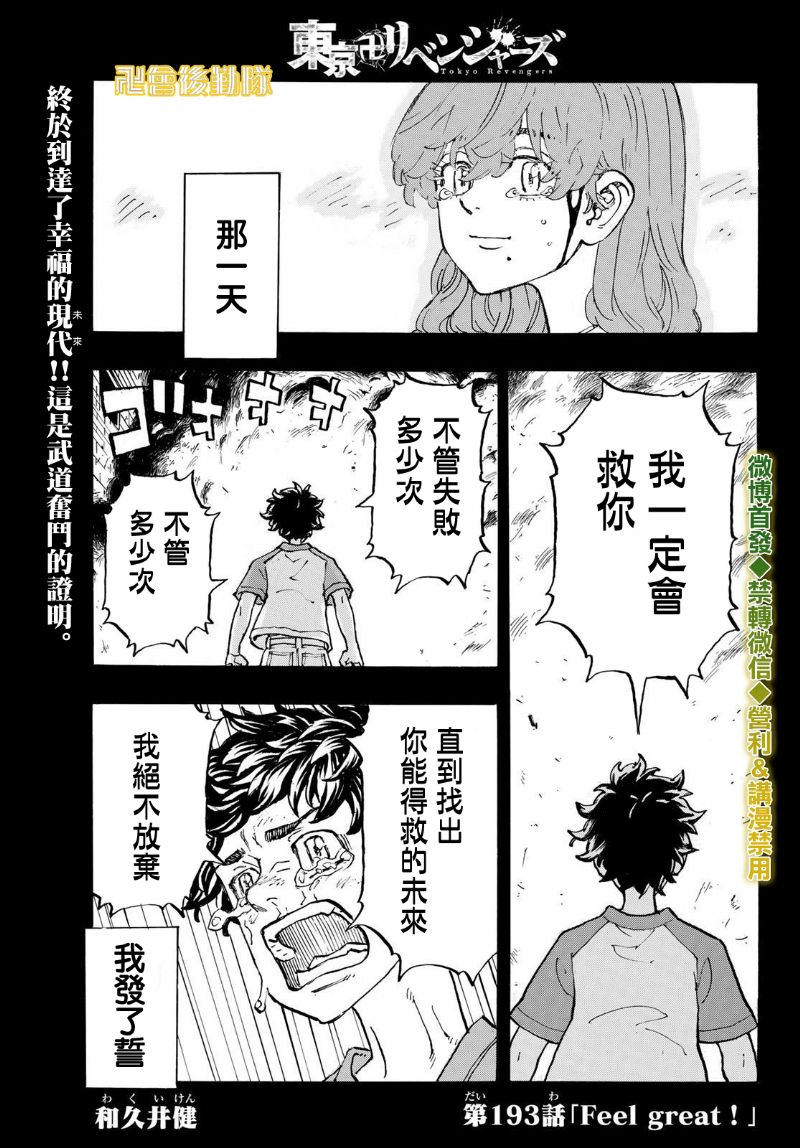 東京卍リベンジャーズ
Tokyo Revengers
卍會後勤隊
終於到達了幸福的現代!!這是武道奮鬥的證明。
未來
那一天
我一定會
救你
不管失敗
多少次
不管
多少次
ゴオオオ
直到找出
你能得救的未來
我絕不放棄
我發了誓
微博首發◆禁轉微信◆營利&講漫禁用
わくいけん
和久井健
だい わ
第193話「Feel great!」